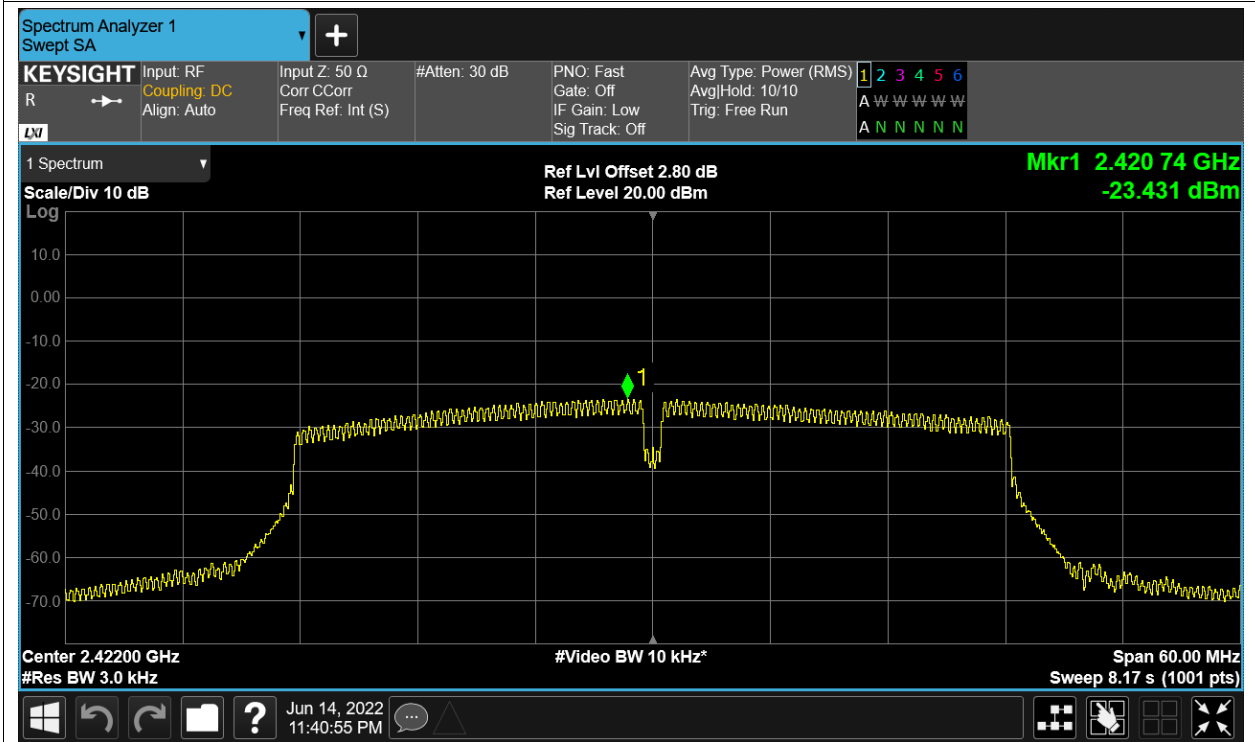 Spectrum Analyzer 1
Swept SA
+
KEYSIGHT
R
LXI
Input: RF
Coupling: DC
Align: Auto
Input Z: 50 Ω
Corr CCorr
Freq Ref: Int (S)
#Atten: 30 dB
PNO: Fast
Gate: Off
IF Gain: Low
Sig Track: Off
Avg Type: Power (RMS)
Avg|Hold: 10/10
Trig: Free Run
1 2 3 4 5 6
A W W W W W
A N N N N N
1 Spectrum
Scale/Div 10 dB
Log
Ref Lvl Offset 2.80 dB
Ref Level 20.00 dBm
Mkr1 2.420 74 GHz
-23.431 dBm
10.0
0.00
-10.0
-20.0
-30.0
-40.0
-50.0
-60.0
-70.0
1
Center 2.42200 GHz
#Res BW 3.0 kHz
#Video BW 10 kHz*
Span 60.00 MHz
Sweep 8.17 s (1001 pts)
?
Jun 14, 2022
11:40:55 PM